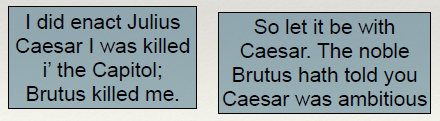 I did enact Julius
Caesar I was killed
i’ the Capitol;
Brutus killed me.
So let it be with
Caesar. The noble
Brutus hath told you
Caesar was ambitious